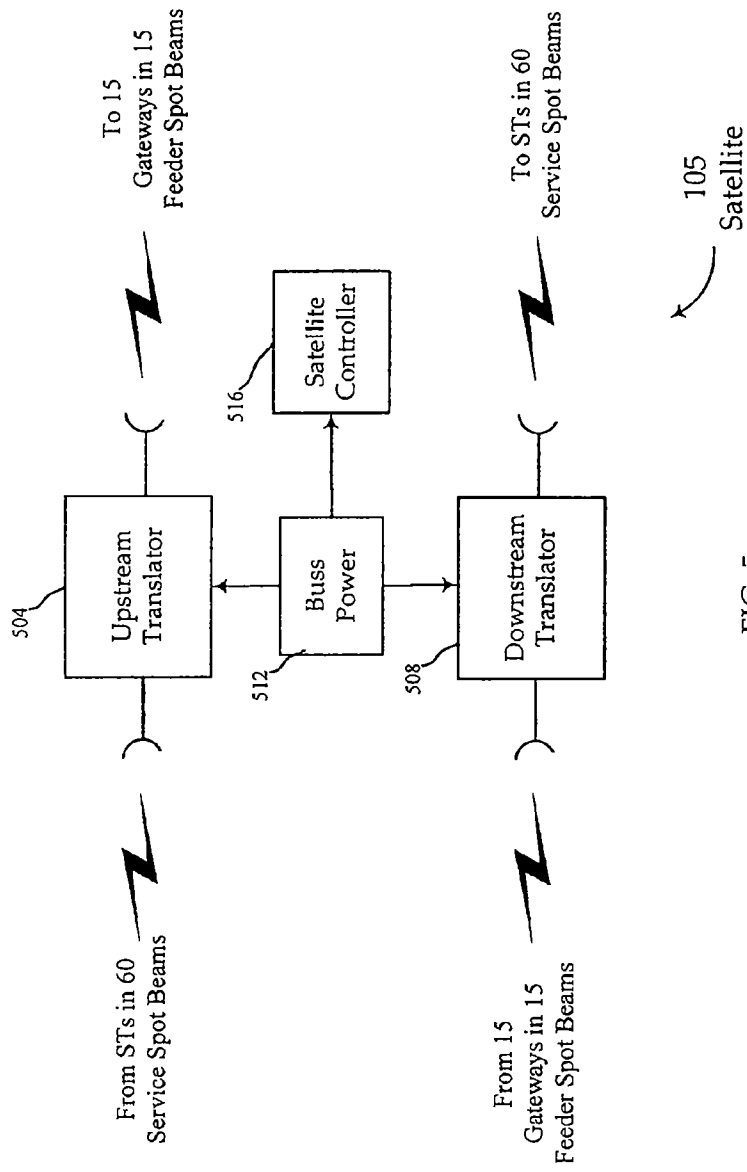 From STs in 60
Service Spot Beams
504
Upstream
Translator
To 15
Gateways in 15
Feeder Spot Beams
512
Buss
Power
516
Satellite
Controller
From 15
Gateways in 15
Feeder Spot Beams
508
Downstream
Translator
To STs in 60
Service Spot Beams
105
Satellite